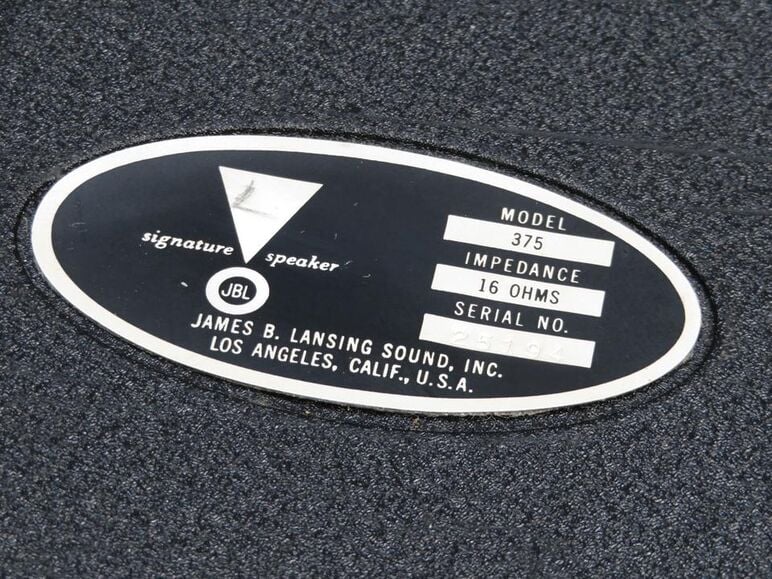 signature speaker
JBL
JAMES B. LANSING SOUND, INC.
LOS ANGELES, CALIF., U.S.A.
MODEL
375
IMPEDANCE
16 OHMS
SERIAL NO.